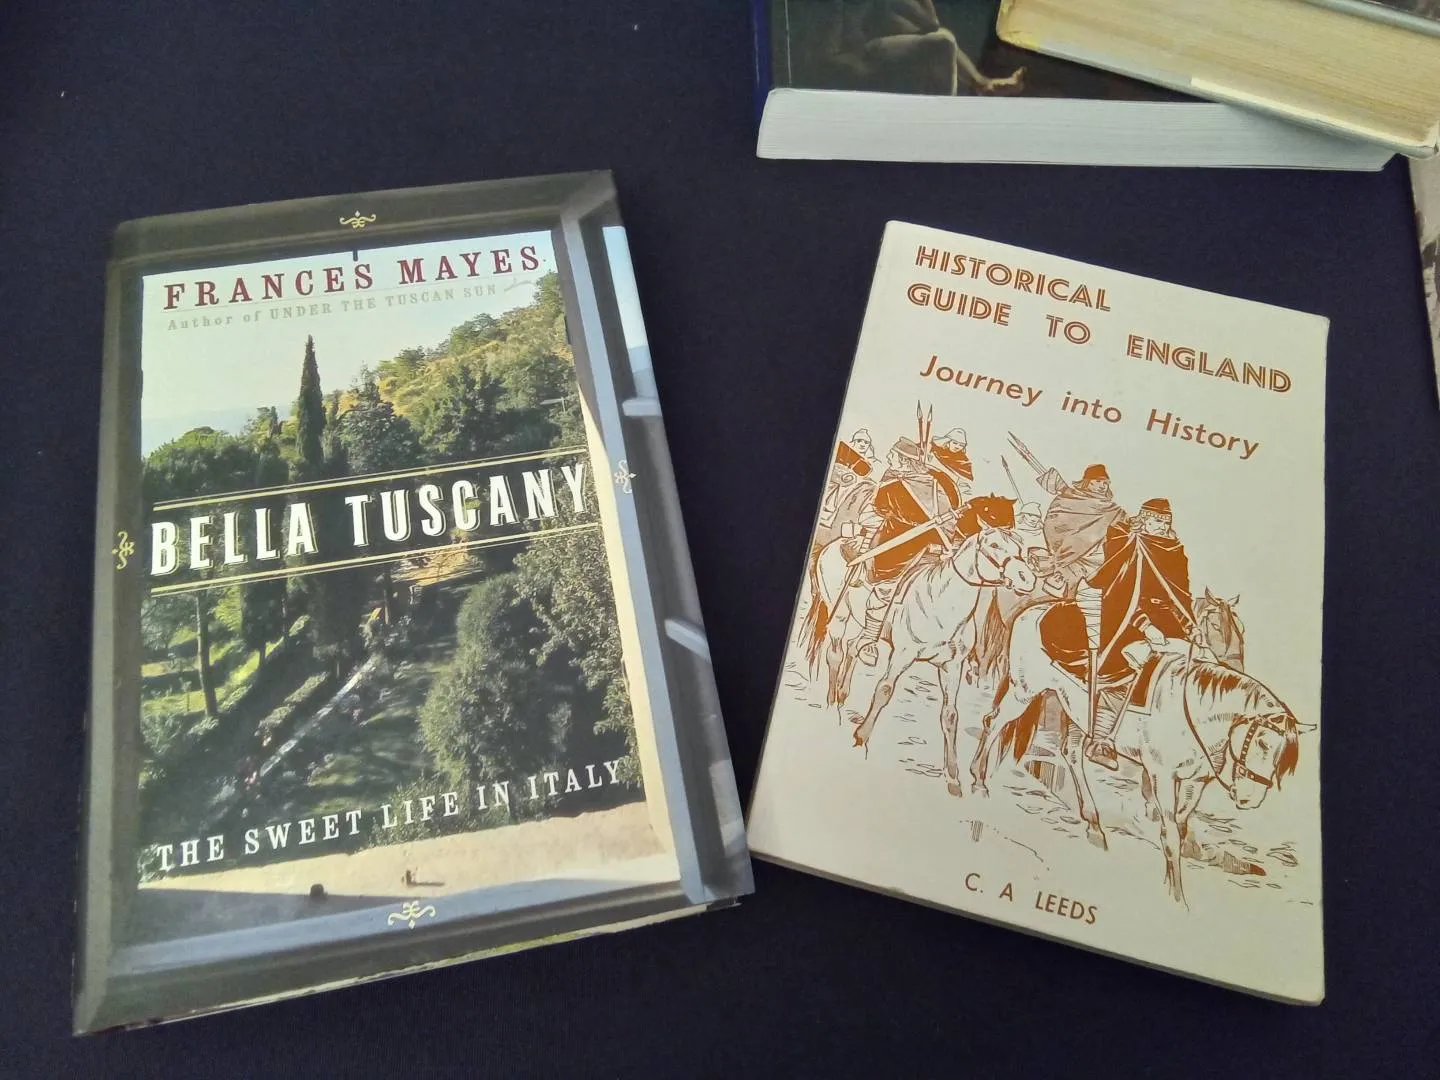 FRANCES MAYES
Author of UNDER THE TUSCAN SUN
BELLA TUSCANY
THE SWEET LIFE IN ITALY
HISTORICAL
GUIDE TO ENGLAND
Journey into History
C. A LEEDS